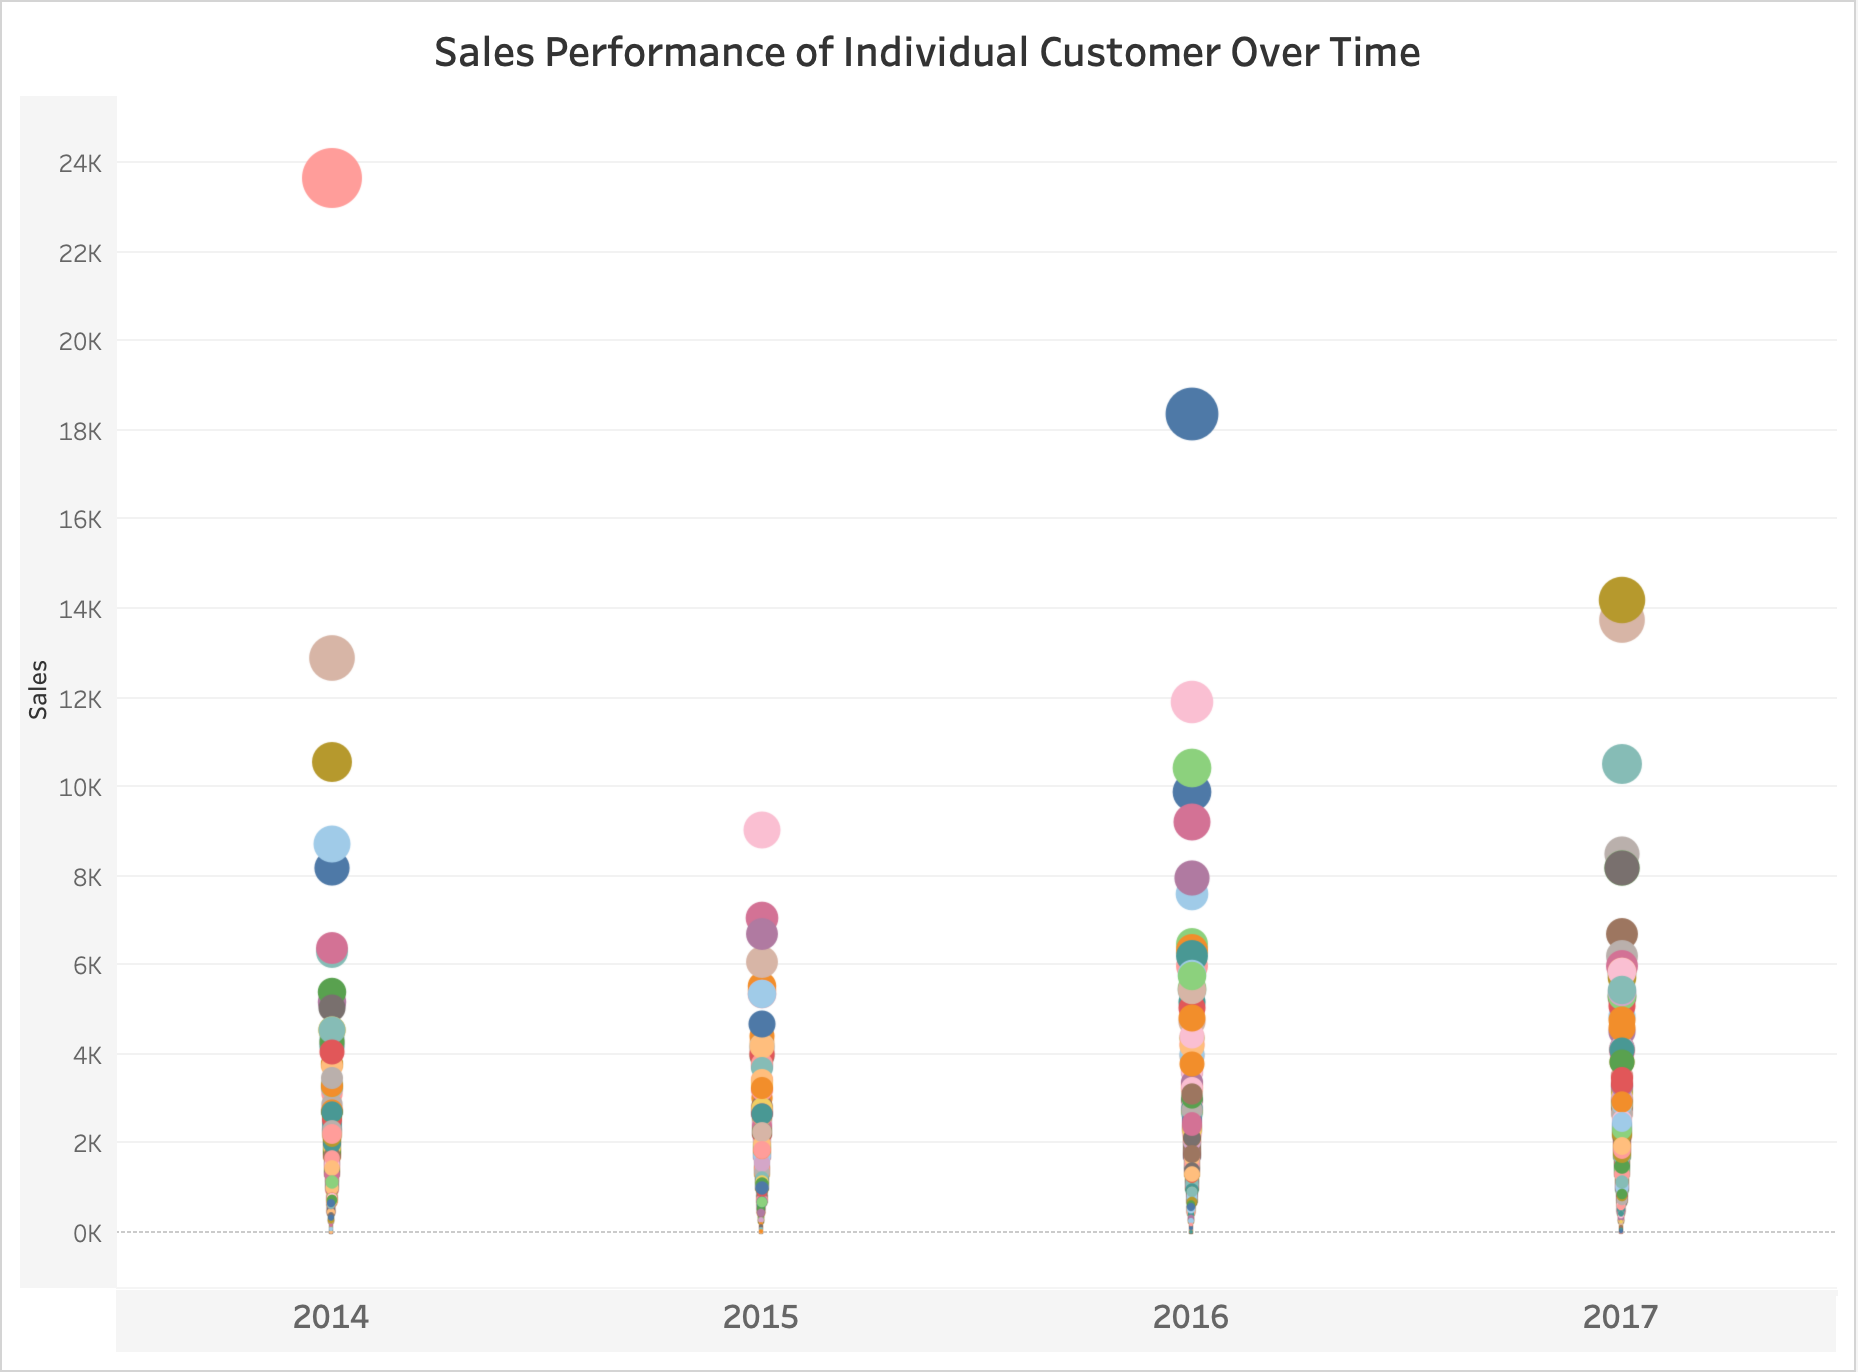 Sales Performance of Individual Customer Over Time
24K
22K
20K
18K
16K
14K
12K
10K
8K
6K
4K
2K
0K
Sales
2014 2015 2016 2017